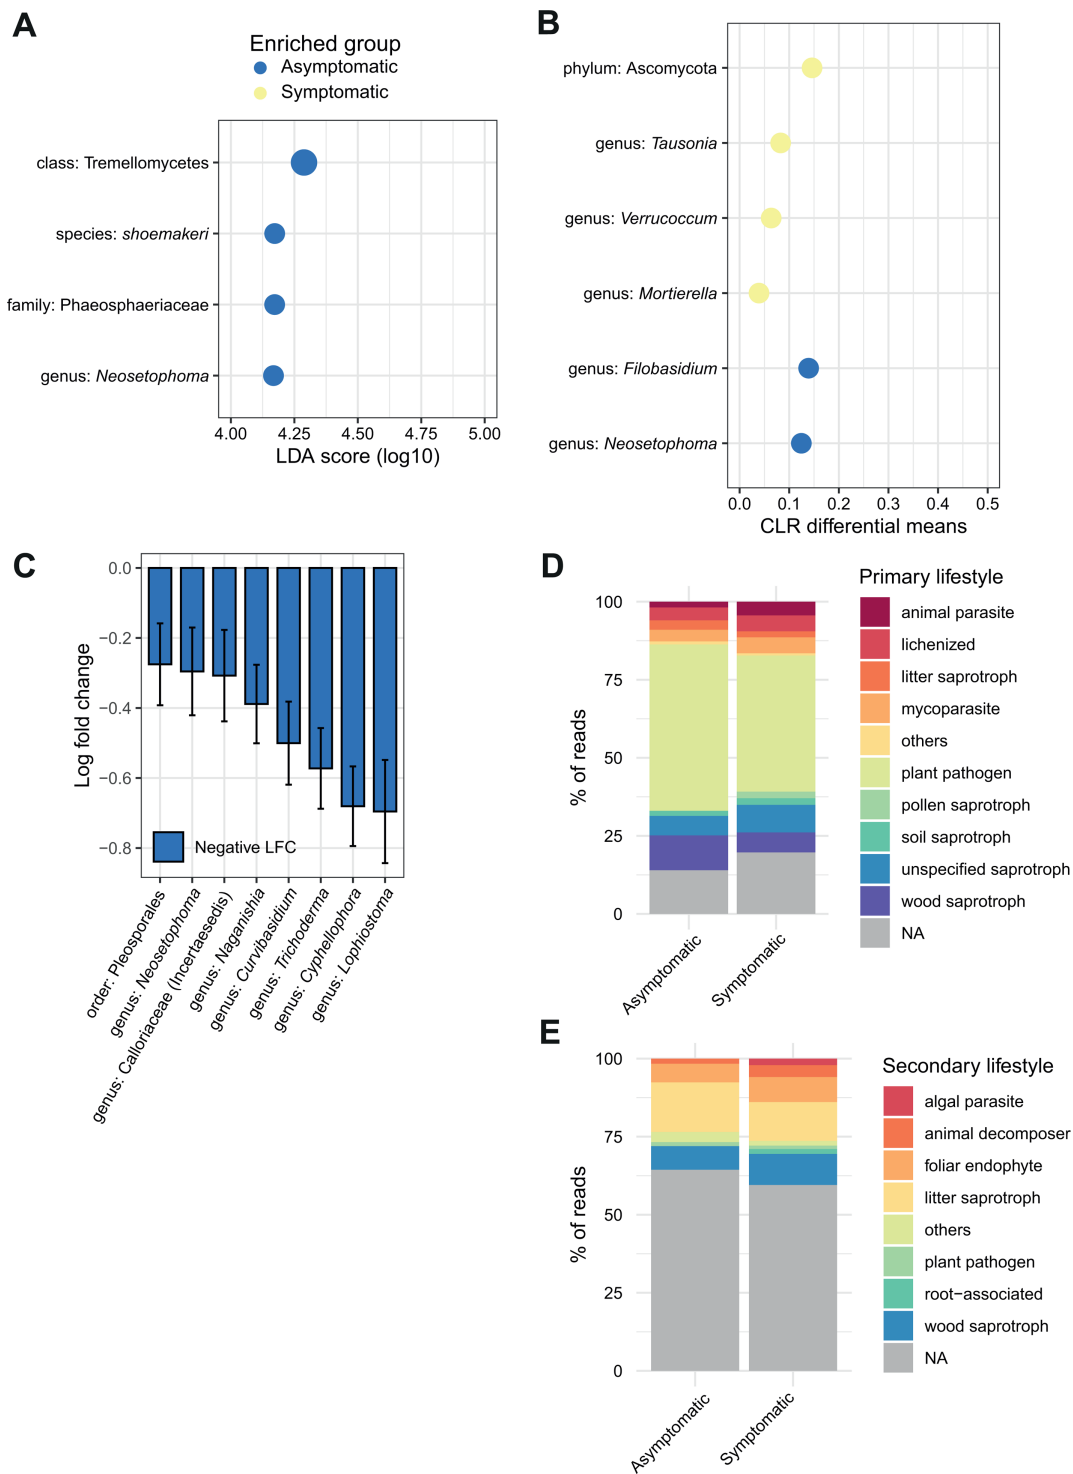 A
Enriched group
Asymptomatic
Symptomatic
class: Tremellomycetes
species: shoemakeri
family: Phaeosphaeriaceae
genus: Neosetophoma
4.00 4.25 4.50 4.75 5.00
LDA score (log10)
B
phylum: Ascomycota
genus: Tausonia
genus: Verrucoccum
genus: Mortierella
genus: Filobasidium
genus: Neosetophoma
0.0 0.1 0.2 0.3 0.4 0.5
CLR differential means
C
Log fold change
0.0
−0.2
−0.4
−0.6
−0.8
Negative LFC
order: Pleosporales
genus: Neosetophoma
genus: Calloriaceae (Incertaesedis)
genus: Naganishia
genus: Curvibasidium
genus: Trichoderma
genus: Cyphellophora
genus: Lophiostoma
D
% of reads
100
75
50
25
0
Asymptomatic
Symptomatic
Primary lifestyle
animal parasite
lichenized
litter saprotroph
mycoparasite
others
plant pathogen
pollen saprotroph
soil saprotroph
unspecified saprotroph
wood saprotroph
NA
E
% of reads
100
75
50
25
0
Asymptomatic
Symptomatic
Secondary lifestyle
algal parasite
animal decomposer
foliar endophyte
litter saprotroph
others
plant pathogen
root−associated
wood saprotroph
NA